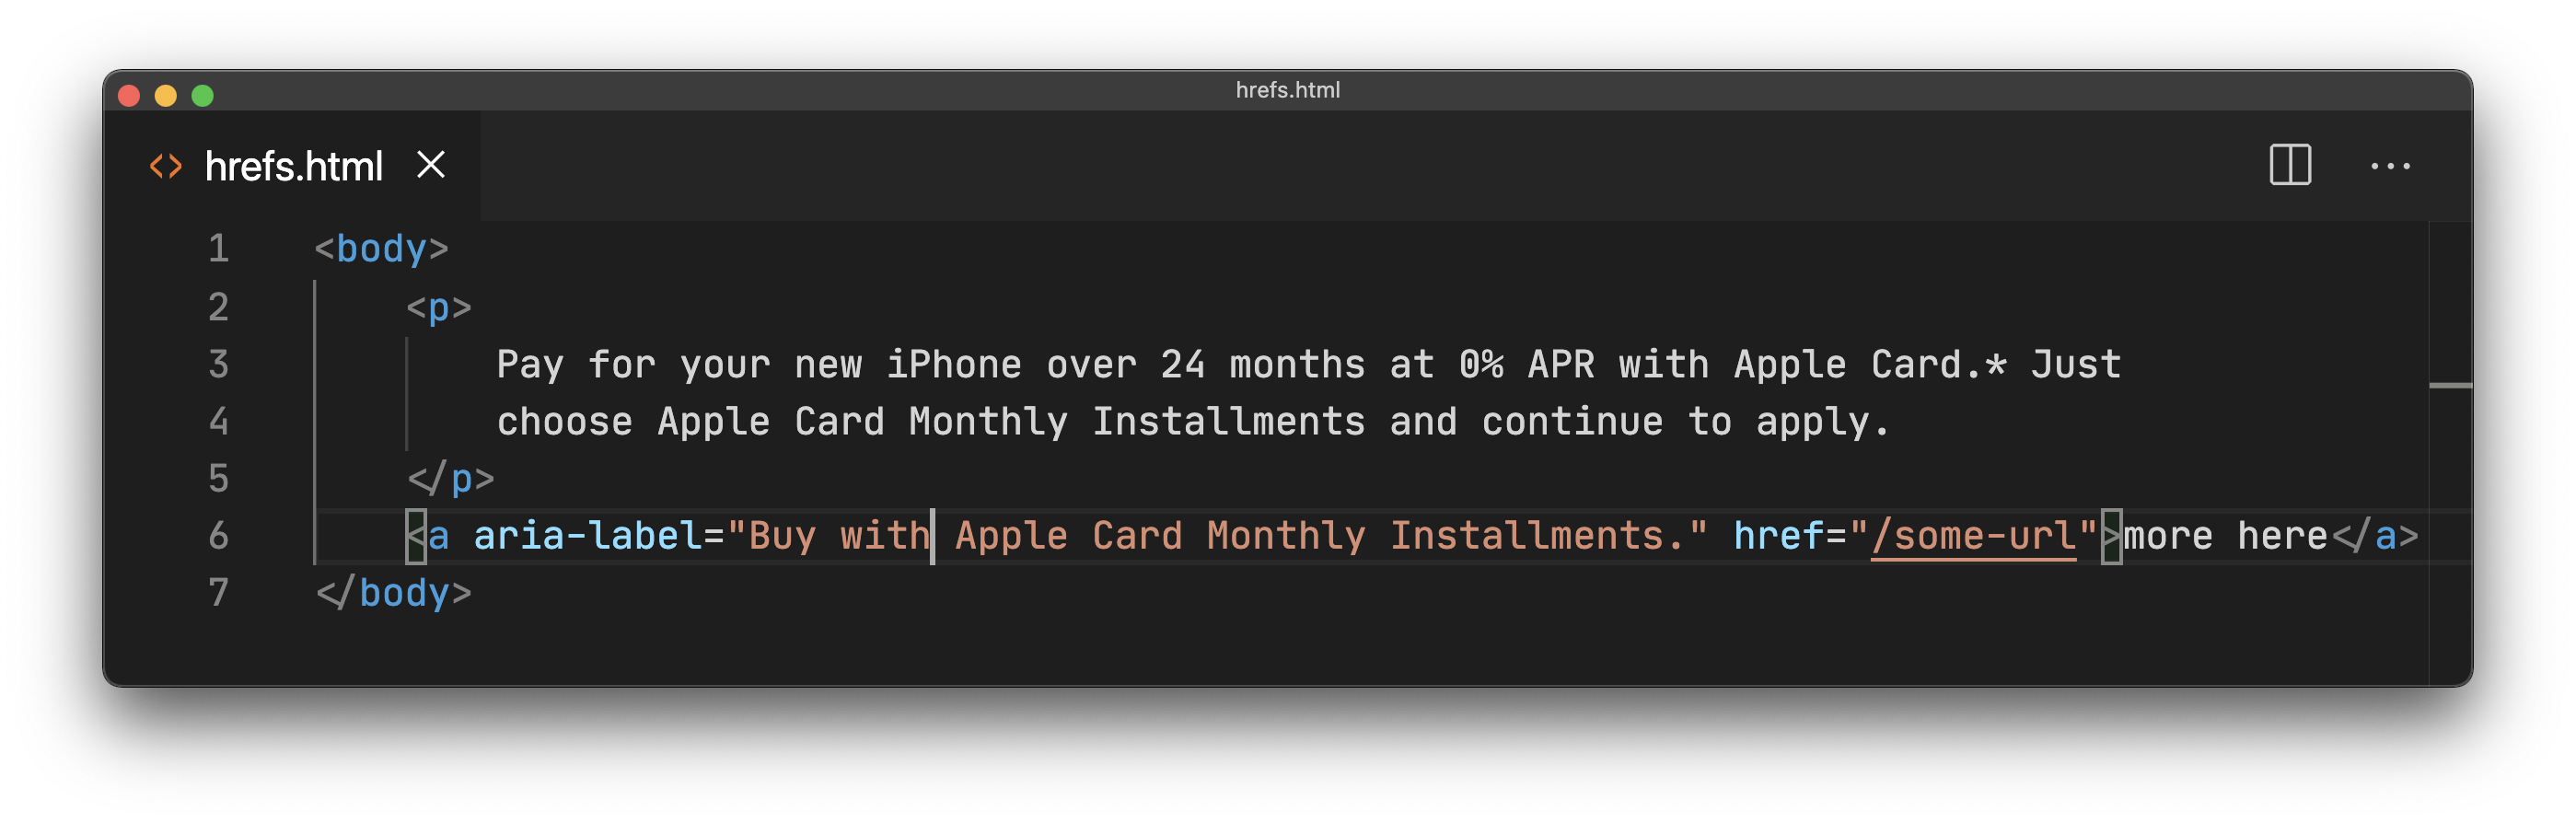 hrefs.html
hrefs.html
1 <body>
2 <p>
3 Pay for your new iPhone over 24 months at 0% APR with Apple Card.* Just
4 choose Apple Card Monthly Installments and continue to apply.
5 </p>
6 <a aria-label="Buy with Apple Card Monthly Installments." href="/some-url">more here</a>
7 </body>